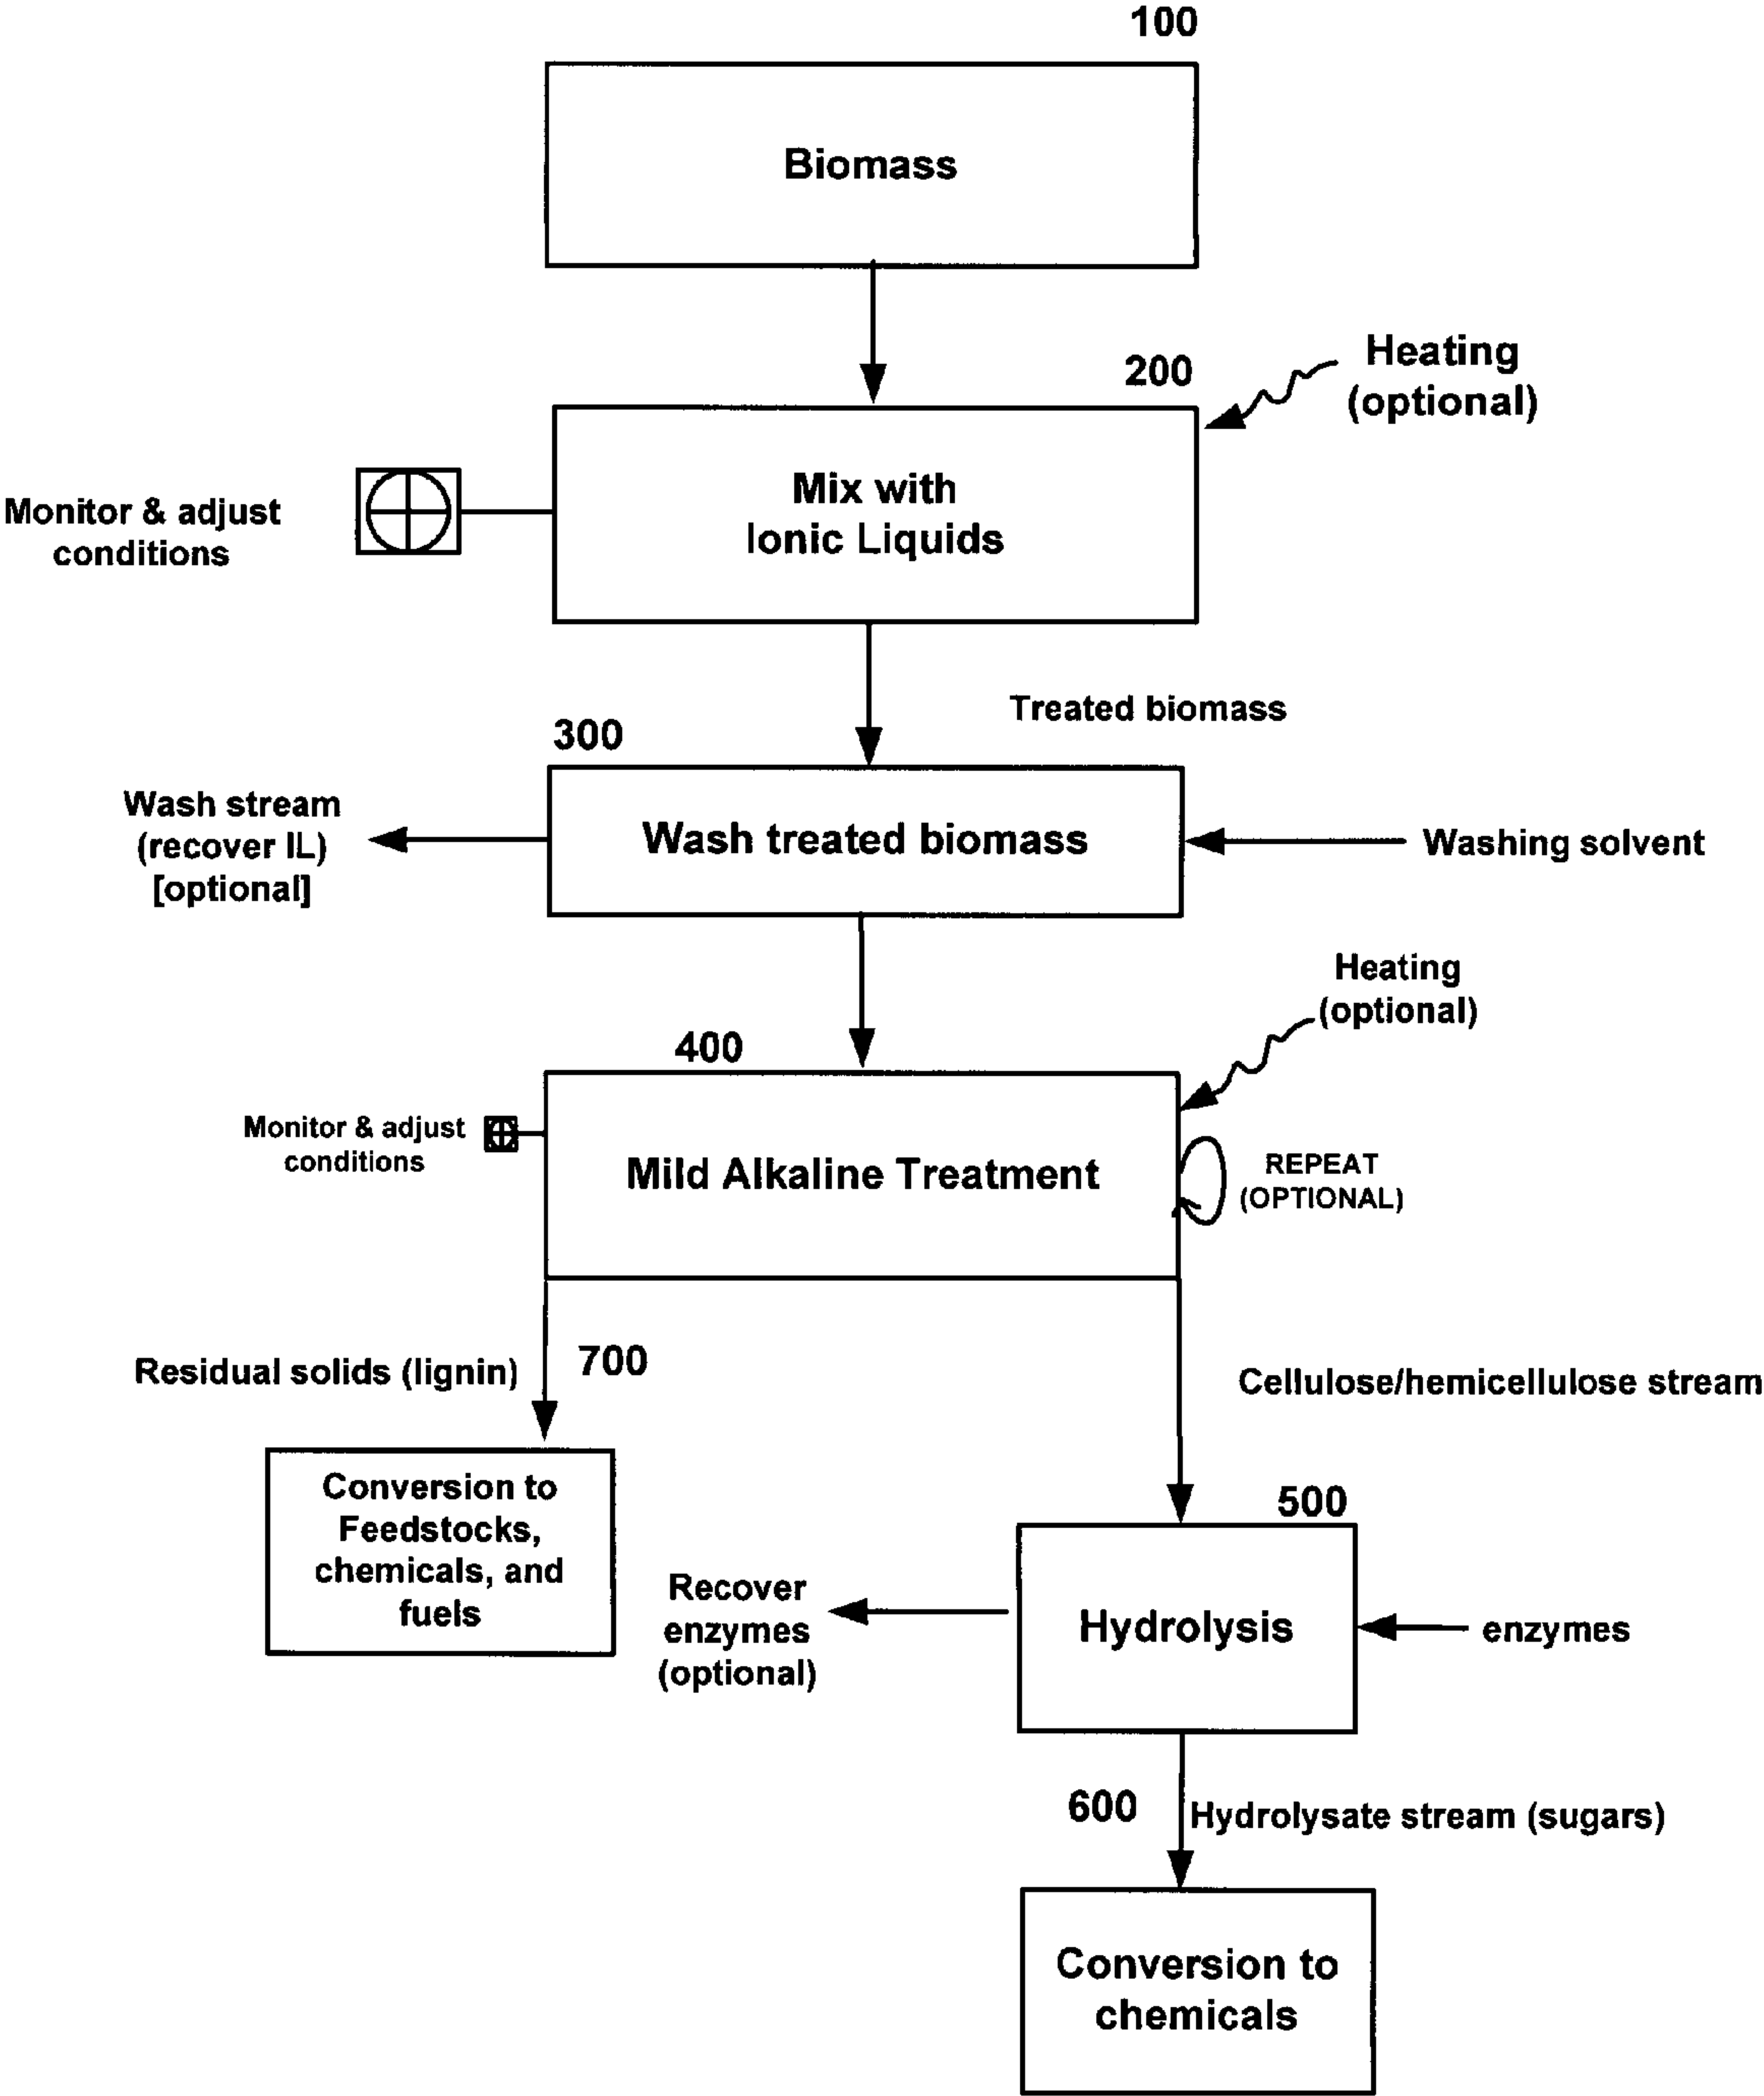 100
Biomass
200
Heating
(optional)
Mix with
Ionic Liquids
Monitor & adjust
conditions
Treated biomass
300
Wash stream
(recover IL)
[optional]
Wash treated biomass
Washing solvent
Heating
(optional)
400
Monitor & adjust
conditions
Mild Alkaline Treatment
REPEAT
(OPTIONAL)
Residual solids (lignin)
700
Cellulose/hemicellulose stream
Conversion to
Feedstocks,
chemicals, and
fuels
500
Recover
enzymes
(optional)
Hydrolysis
enzymes
600
Hydrolysate stream (sugars)
Conversion to
chemicals